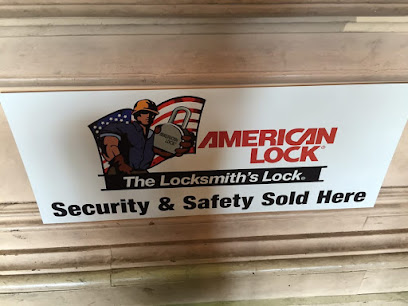 AMERICAN
LOCK®
The Locksmith's Lock®
Security & Safety Sold Here